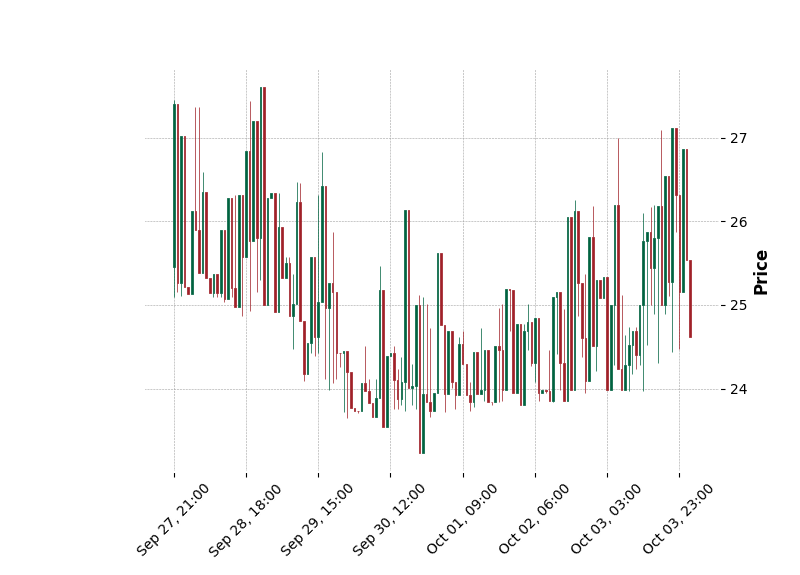 27
26
25
24
Price
Sep 27, 21:00
Sep 28, 18:00
Sep 29, 15:00
Sep 30, 12:00
Oct 01, 09:00
Oct 02, 06:00
Oct 03, 03:00
Oct 03, 23:00